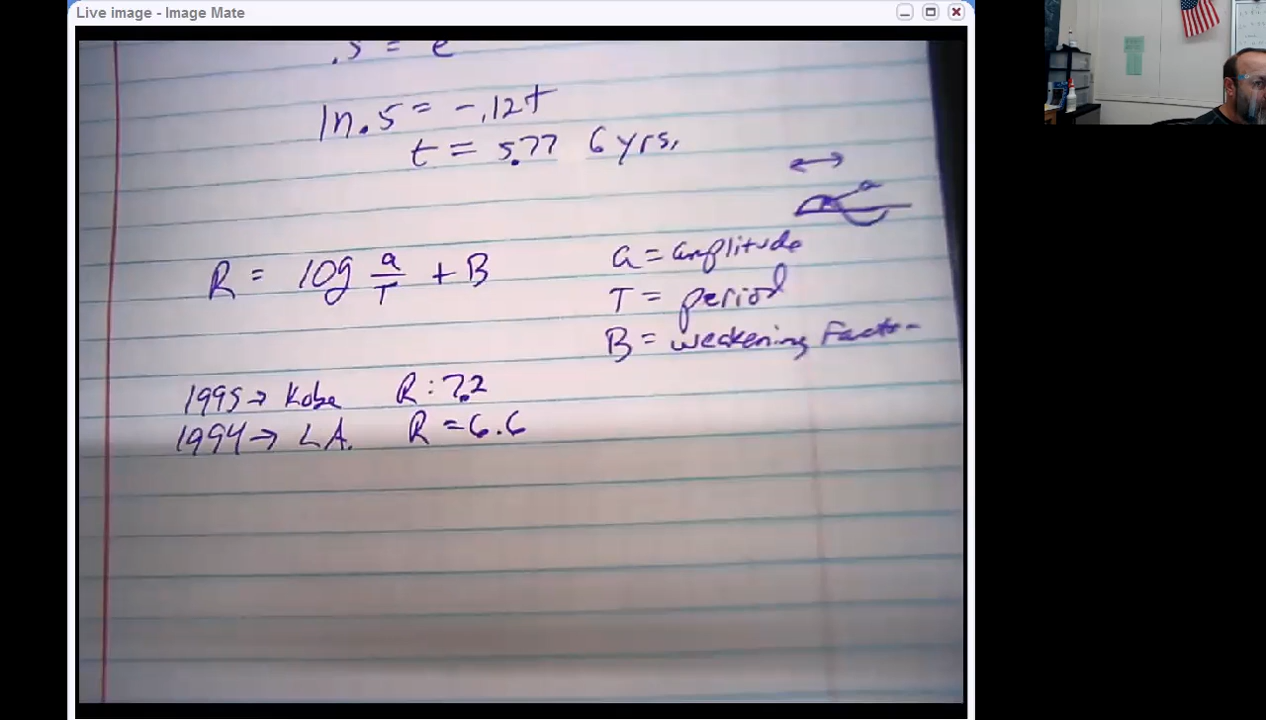 Live image - Image Mate
.5 = e
ln .5 = -.12t
t = 5.77 6 yrs.
R = log a/T + B
a = amplitude
T = period
B = weakening Factor
1995 → Kobe R: 7.2
1994 → LA. R = 6.6